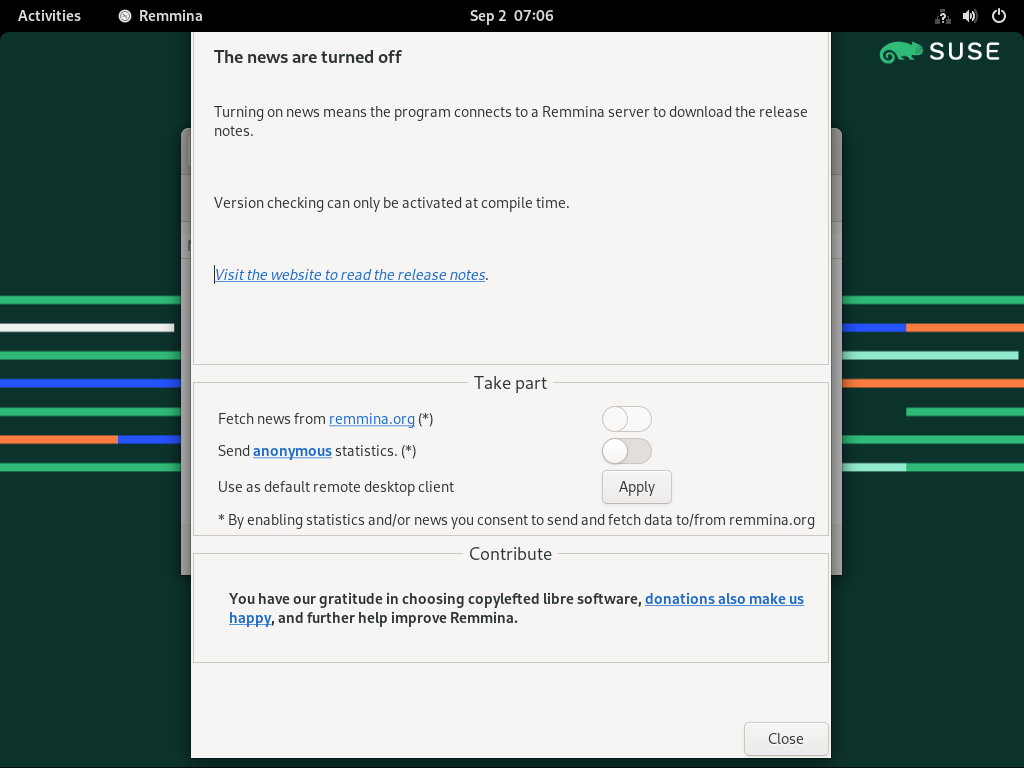 Activities Remmina Sep 2 07:06
SUSE
The news are turned off
Turning on news means the program connects to a Remmina server to download the release
notes.
Version checking can only be activated at compile time.
Visit the website to read the release notes.
Take part
Fetch news from remmina.org (*)
Send anonymous statistics. (*)
Use as default remote desktop client Apply
* By enabling statistics and/or news you consent to send and fetch data to/from remmina.org
Contribute
You have our gratitude in choosing copylefted libre software, donations also make us
happy, and further help improve Remmina.
Close